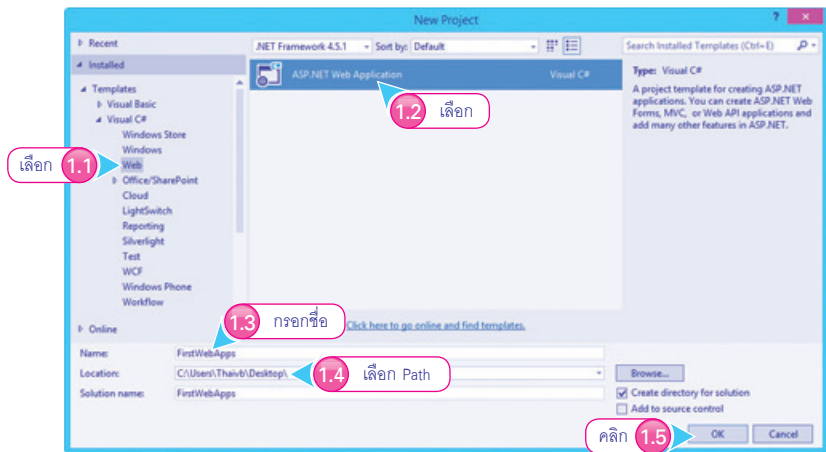 New Project
Recent
.NET Framework 4.5.1 Sort by: Default
Search Installed Templates (Ctrl+E)
Installed
Templates
Visual Basic
Visual C#
Windows Store
Windows
Web
Office/SharePoint
Cloud
LightSwitch
Reporting
Silverlight
Test
WCF
Windows Phone
Workflow
Online
เลือก 1.1
ASP.NET Web Application Visual C#
1.2 เลือก
Type: Visual C#
A project template for creating ASP.NET
applications. You can create ASP.NET Web
Forms, MVC, or Web API applications and
add many other features in ASP.NET.
1.3 กรอกชื่อ
Click here to go online and find templates.
Name: FirstWebApps
Location: C:\Users\Thaivb\Desktop\
1.4 เลือก Path
Browse...
Solution name: FirstWebApps
Create directory for solution
Add to source control
คลิก 1.5
OK Cancel